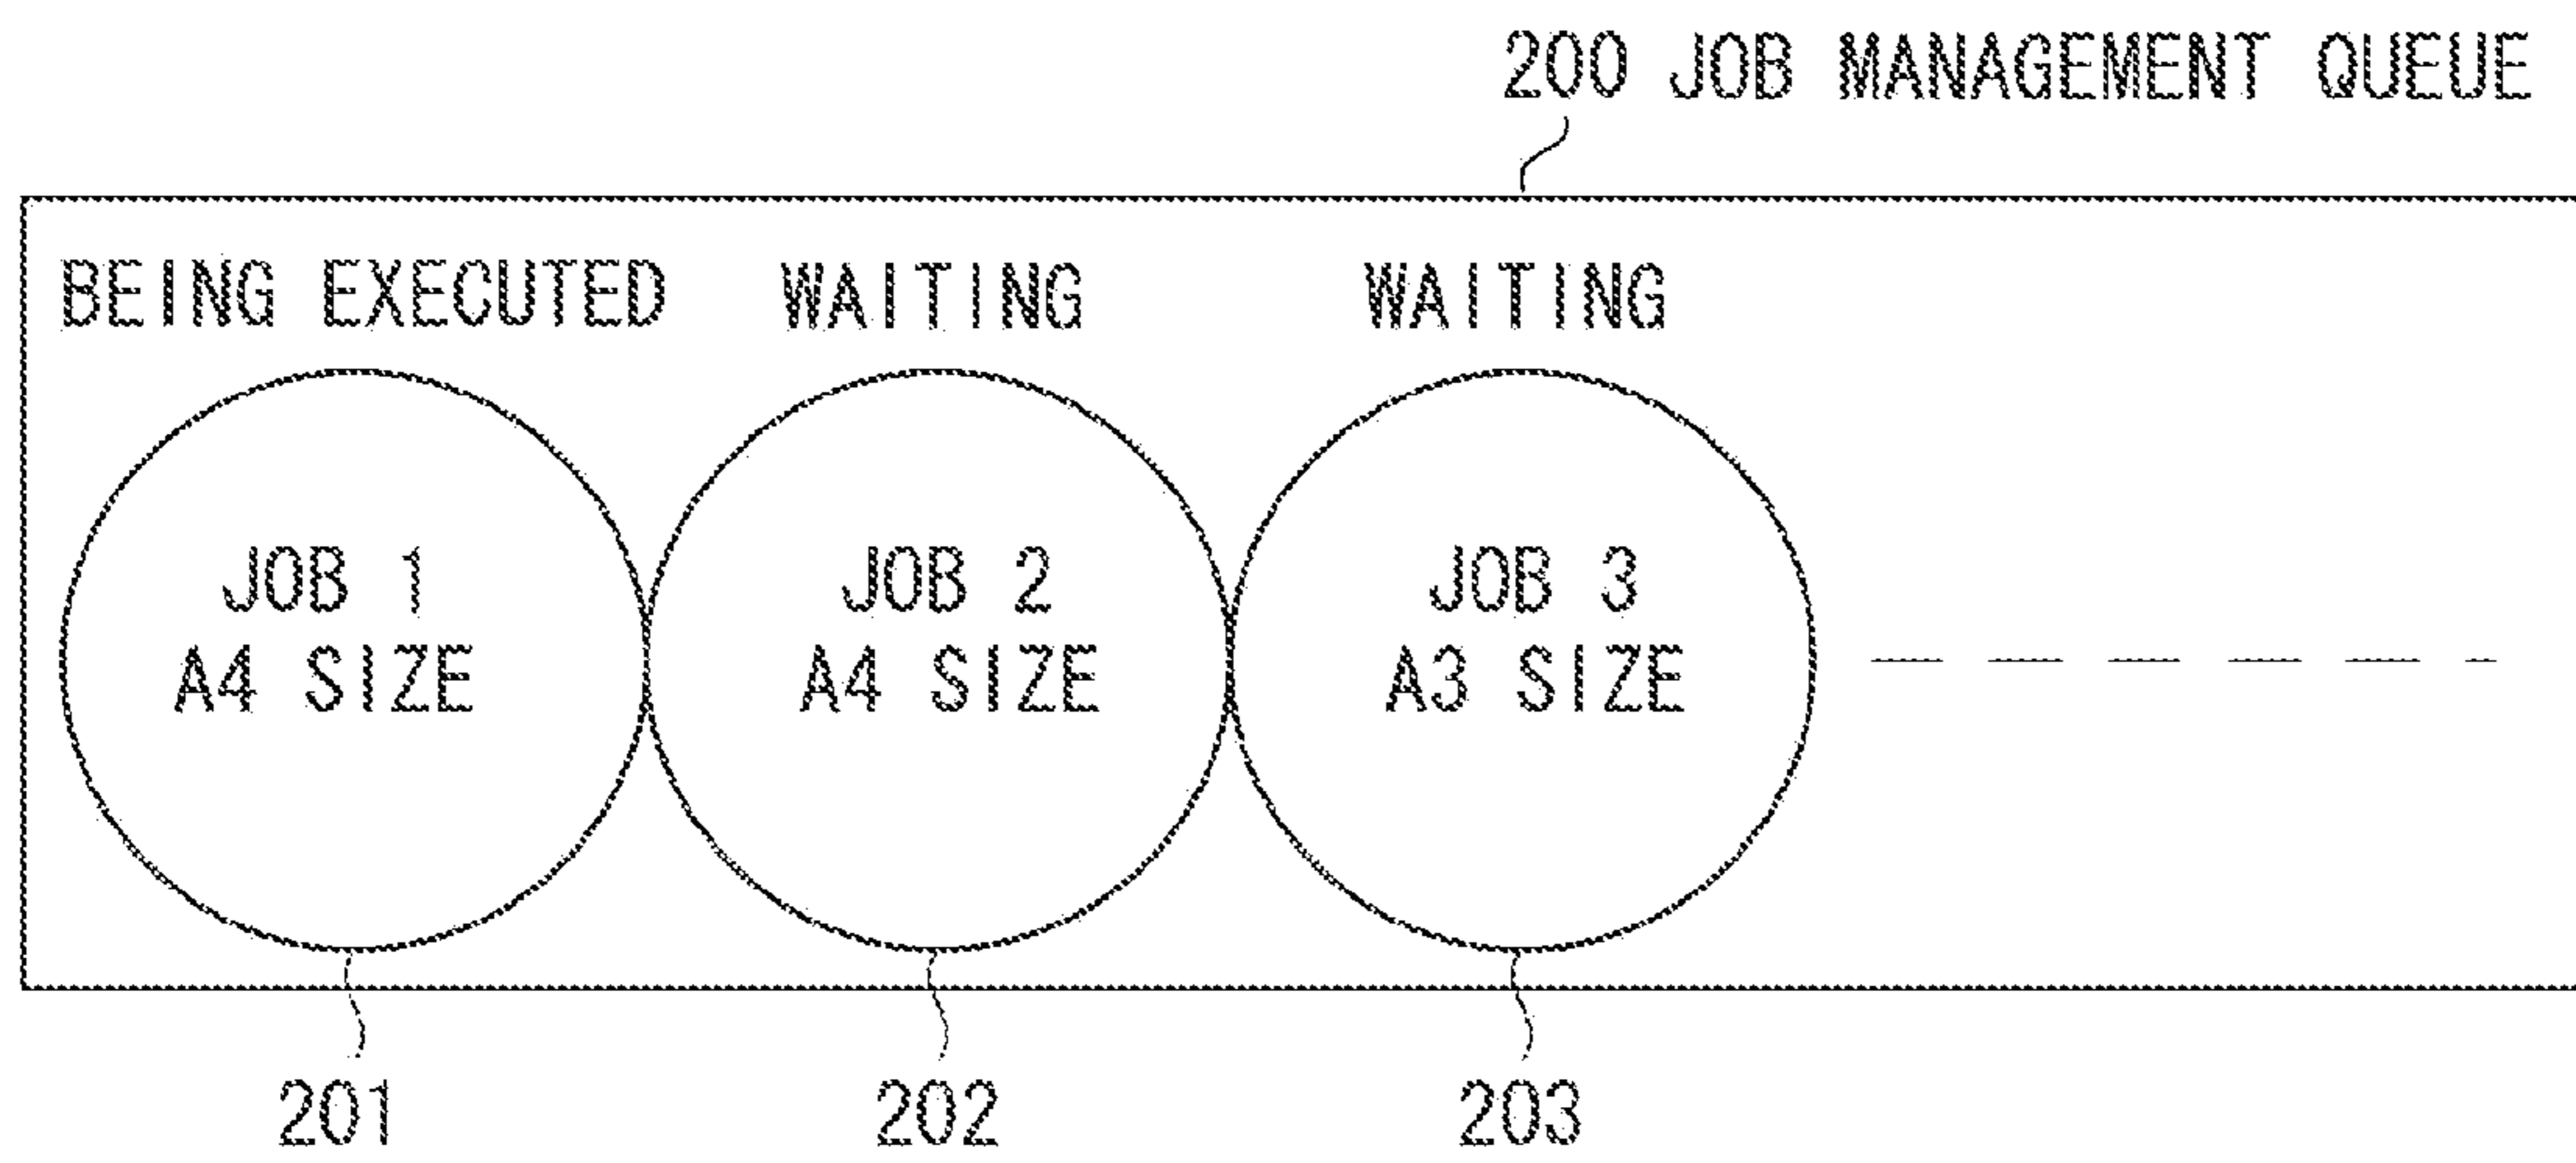 200 JOB MANAGEMENT QUEUE
BEING EXECUTED
WAITING
WAITING
JOB 1
A4 SIZE
JOB 2
A4 SIZE
JOB 3
A3 SIZE
201
202
203